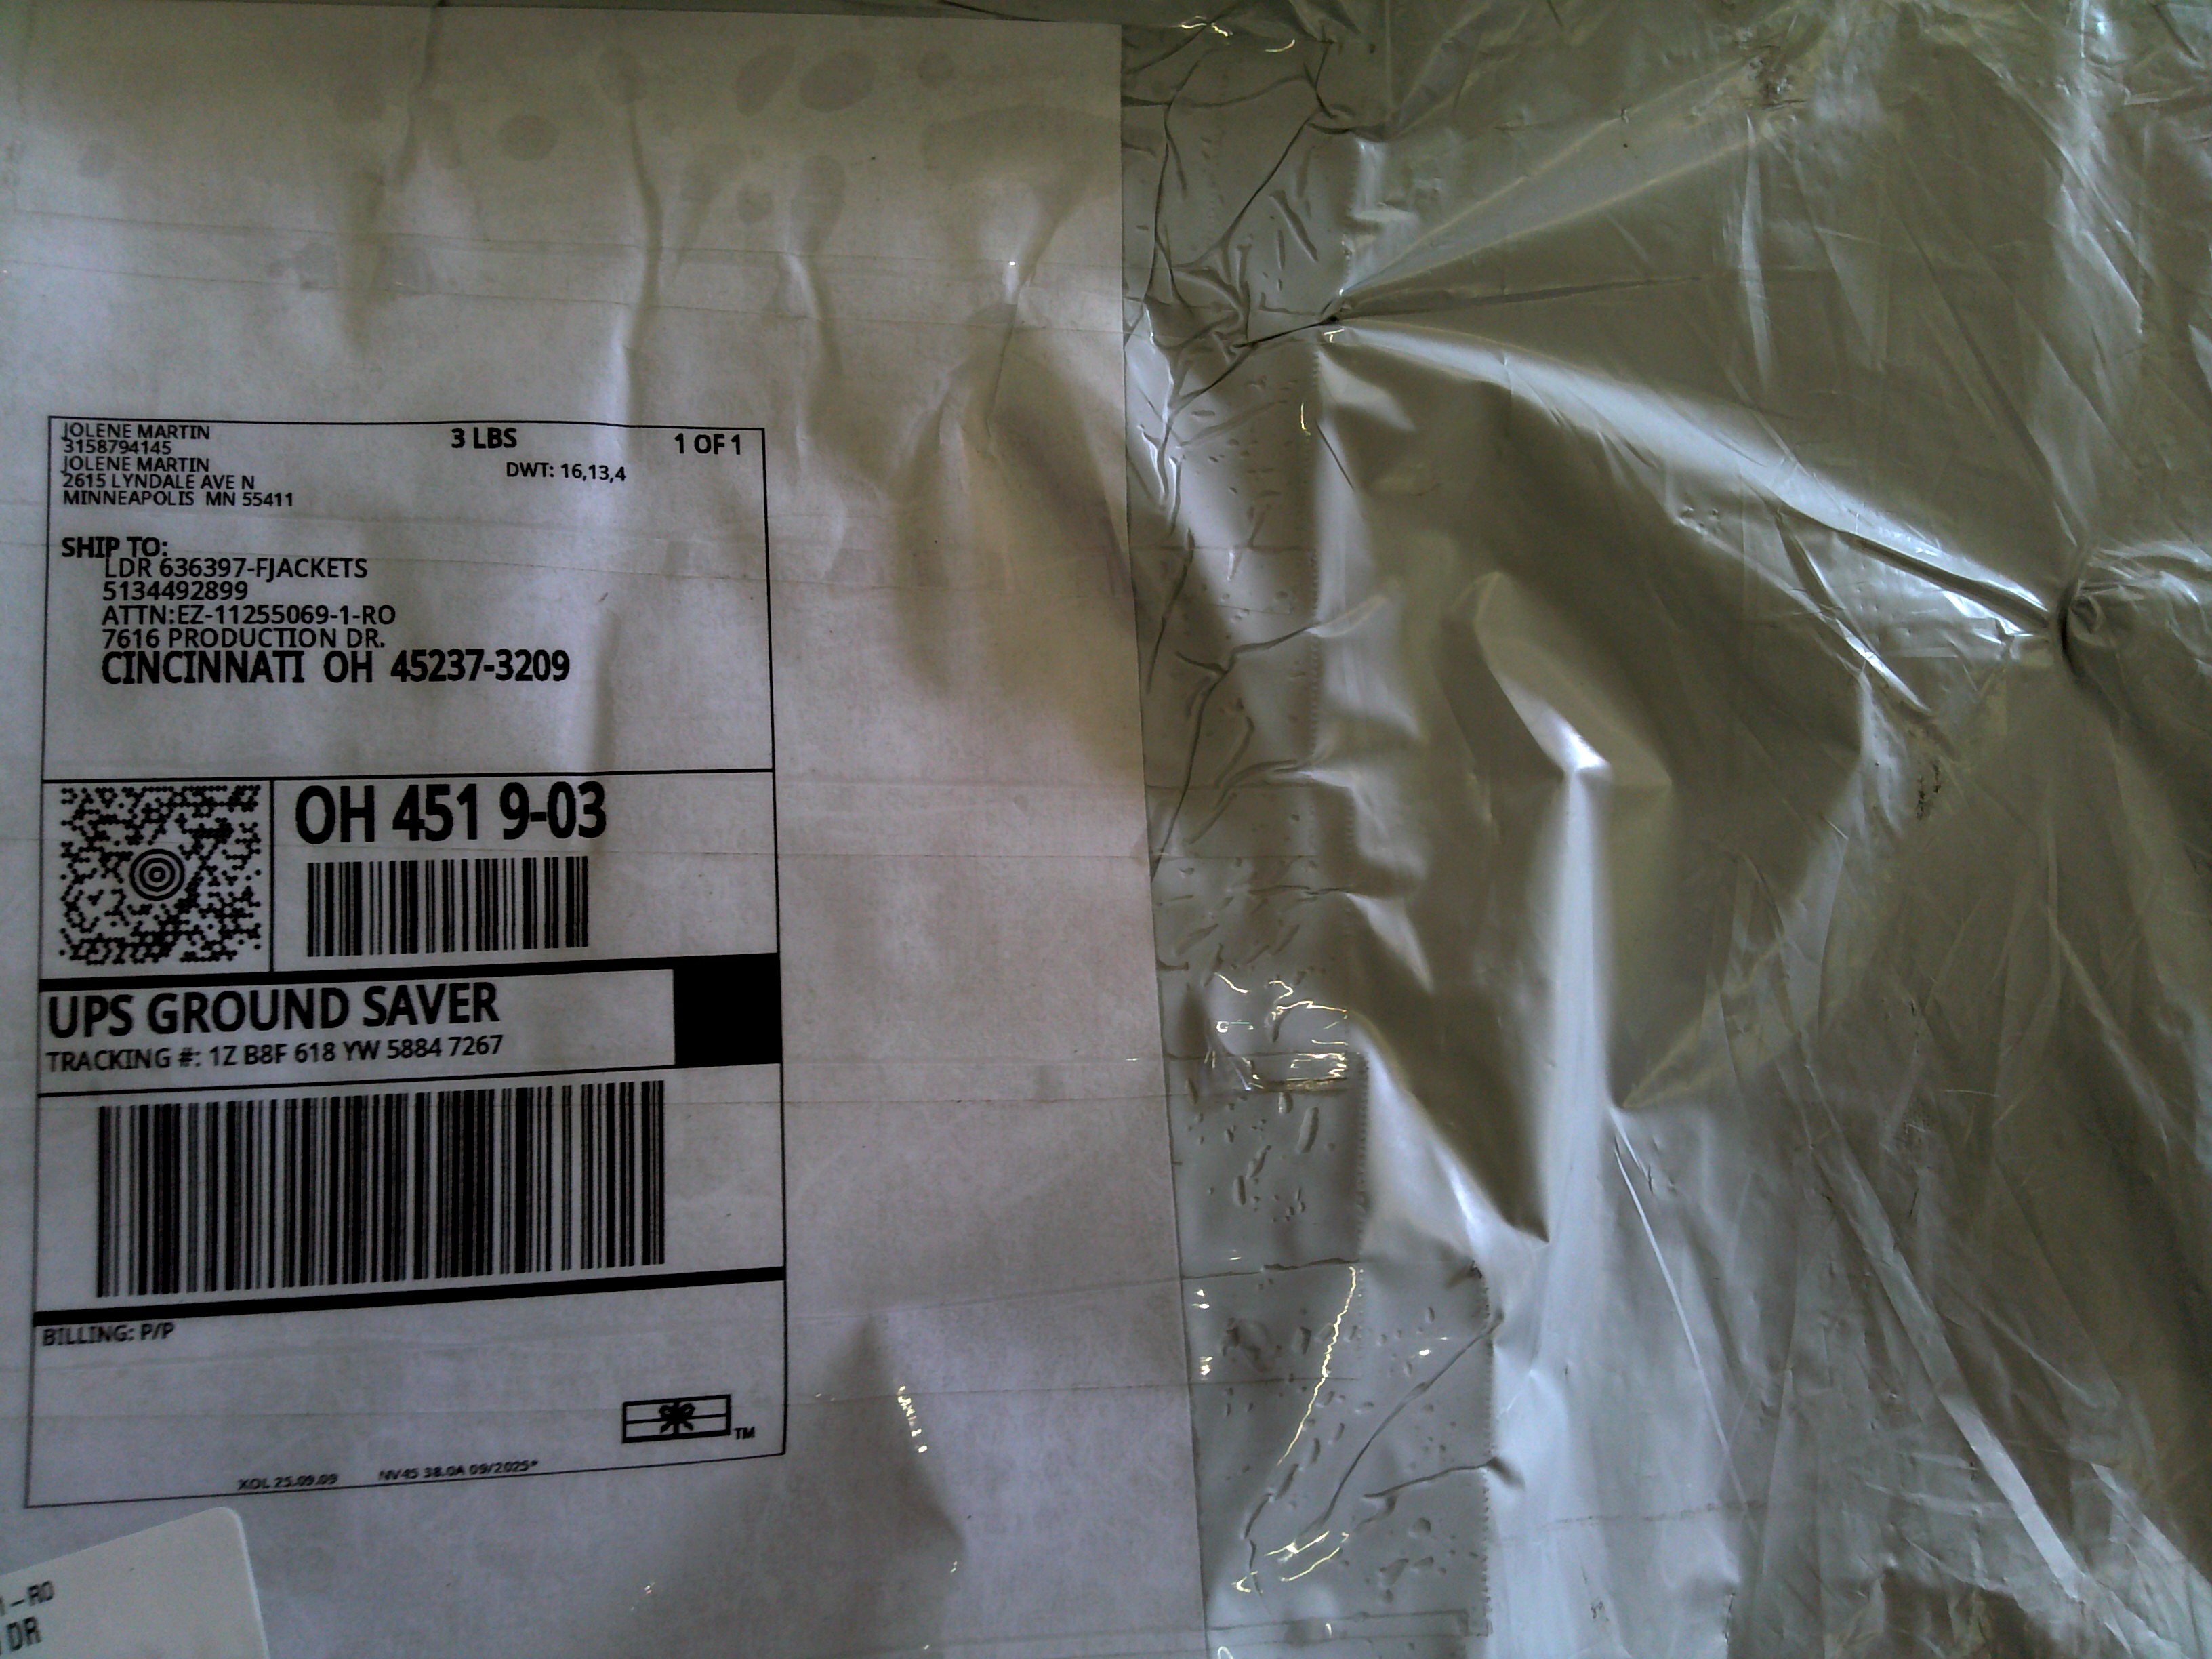 JOLENE MARTIN
3158794145
JOLENE MARTIN
2615 LYNDALE AVE N
MINNEAPOLIS MN 55411
3 LBS
1 OF 1
DWT: 16,13,4
SHIP TO:
LDR 636397-FJACKETS
5134492899
ATTN:EZ-11255069-1-RO
7616 PRODUCTION DR.
CINCINNATI OH 45237-3209
OH 451 9-03
UPS GROUND SAVER
TRACKING #: 1Z B8F 618 YW 5884 7267
BILLING: P/P
TM
XOL 25.09.09 NV45 38.0A 09/2025*
1-RO
DR